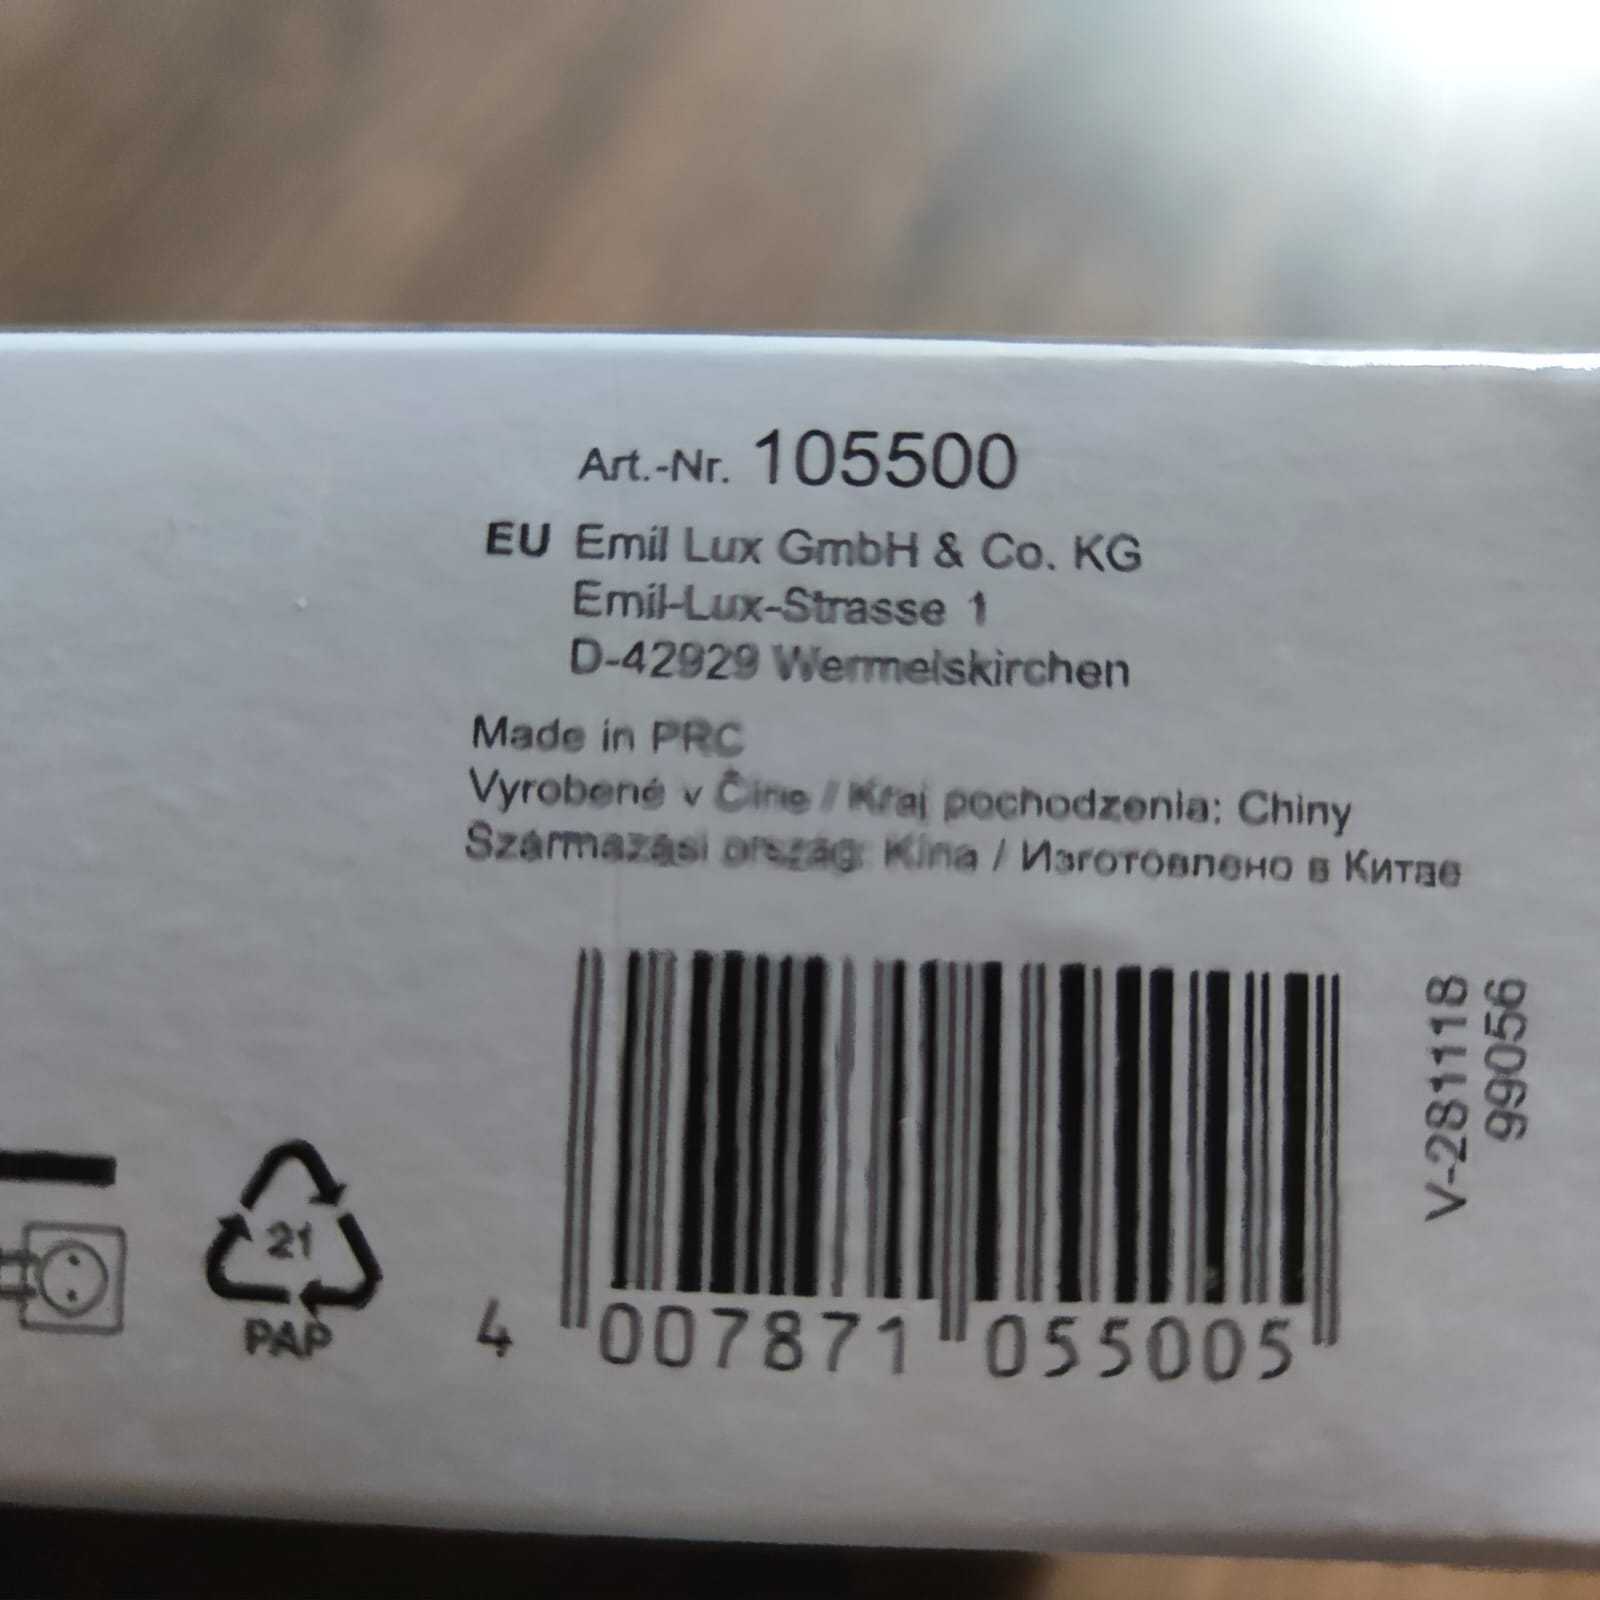 Art.-Nr. 105500
EU Emil Lux GmbH & Co. KG
Emil-Lux-Strasse 1
D-42929 Wermelskirchen
Made in PRC
Vyrobené v Číne / Kraj pochodzenia: Chiny
Származási ország: Kína / Изготовлено в Китае
V-281118
99056
21
PAP
4 007871 055005